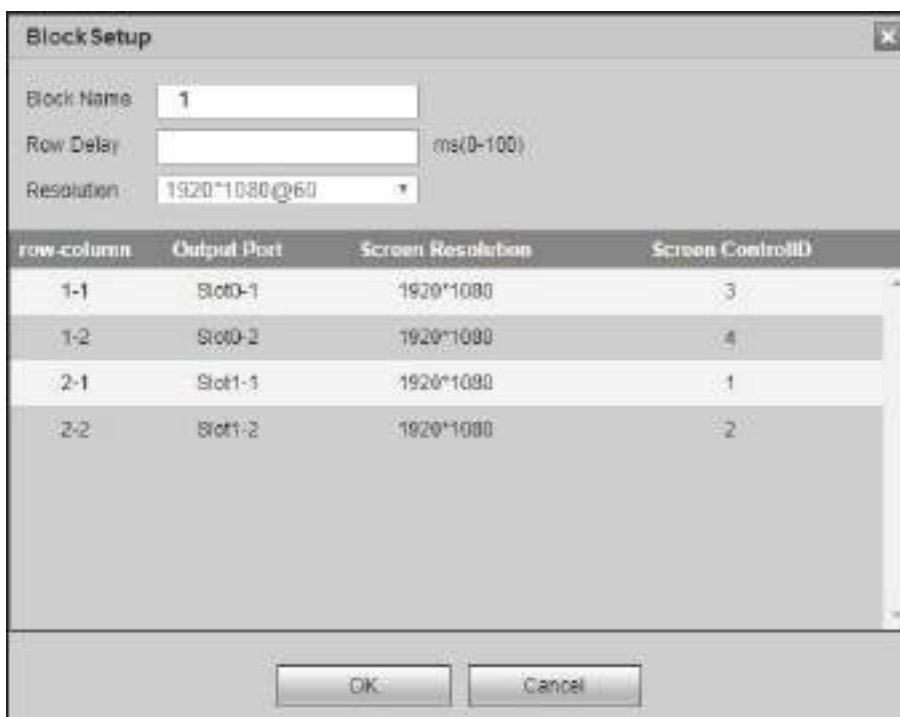 Block Setup
Block Name 1
Row Delay ms(0-100)
Resolution 1920*1080@60
row-column Output Port Screen Resolution Screen ControlID
1-1 Slot0-1 1920*1080 3
1-2 Slot0-2 1920*1080 4
2-1 Slot1-1 1920*1080 1
2-2 Slot1-2 1920*1080 2
OK Cancel